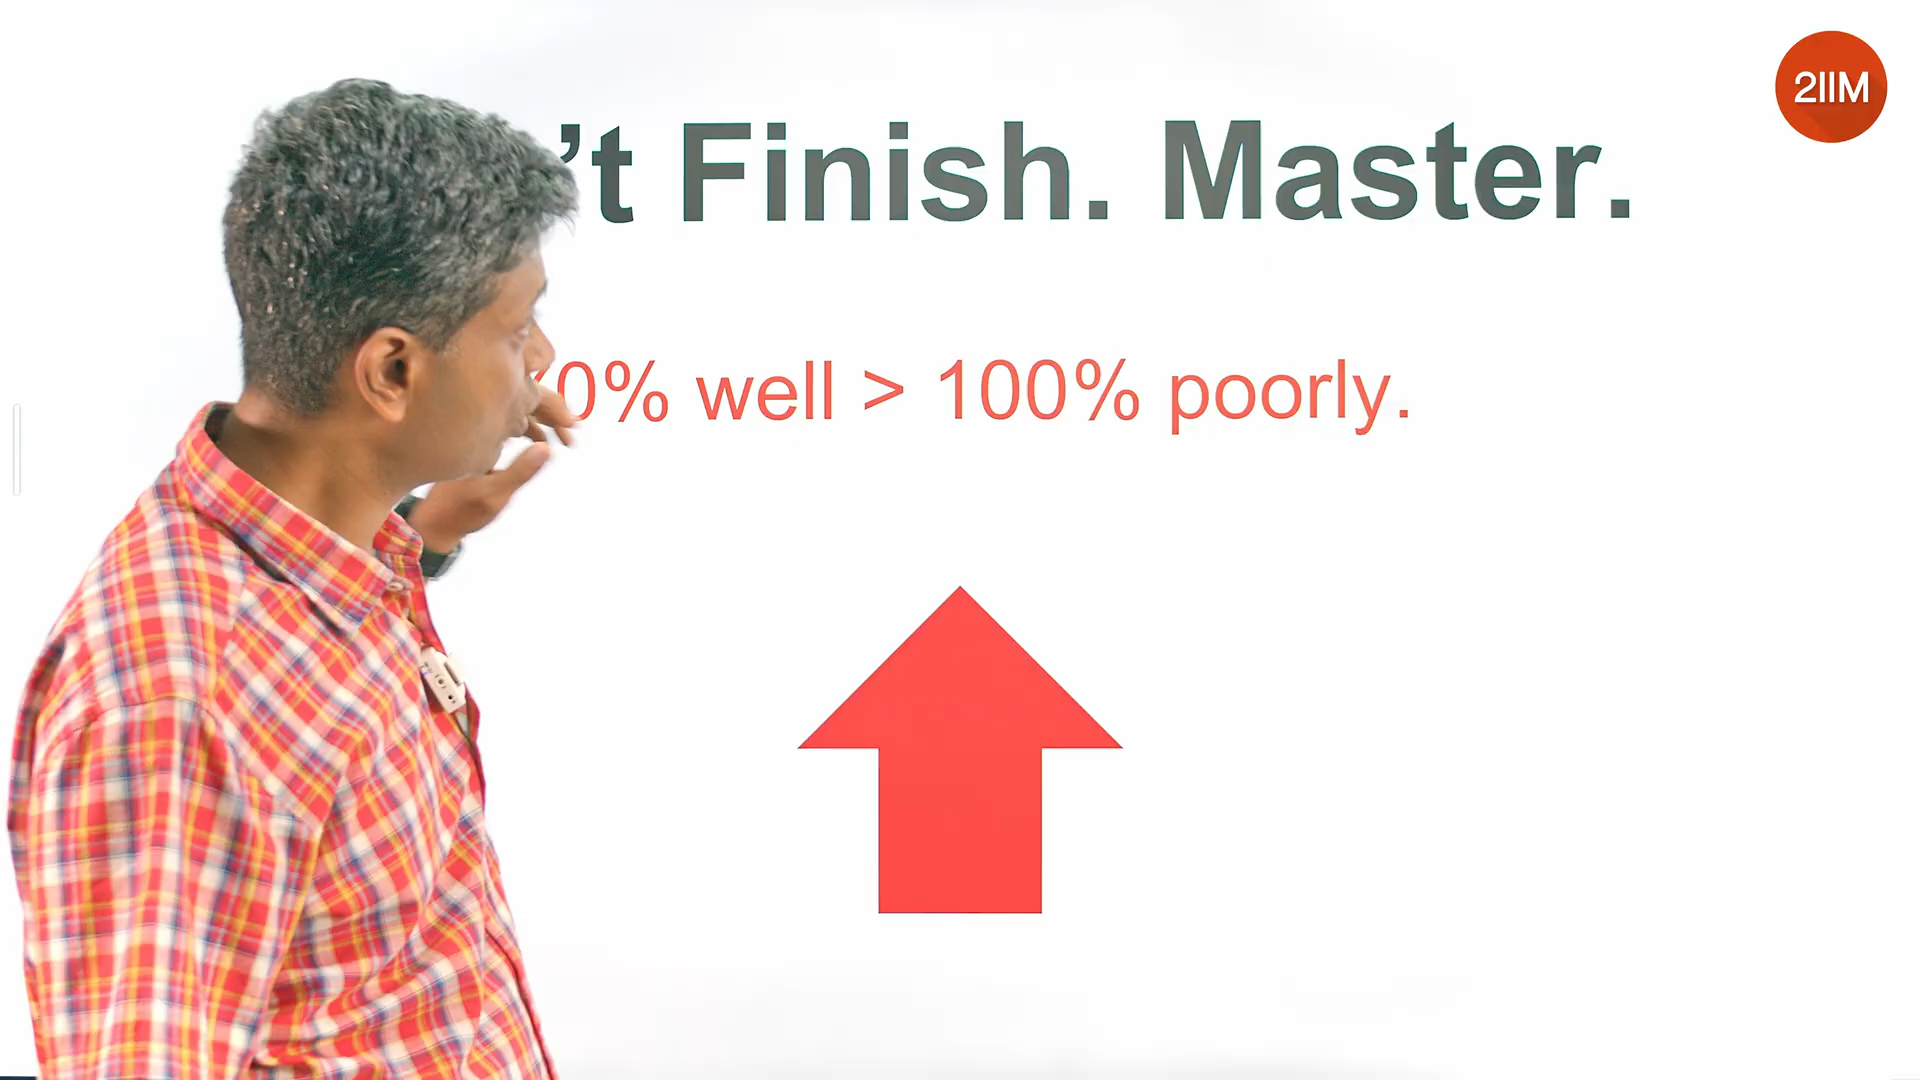 ’t Finish. Master.
0% well > 100% poorly.
2IIM